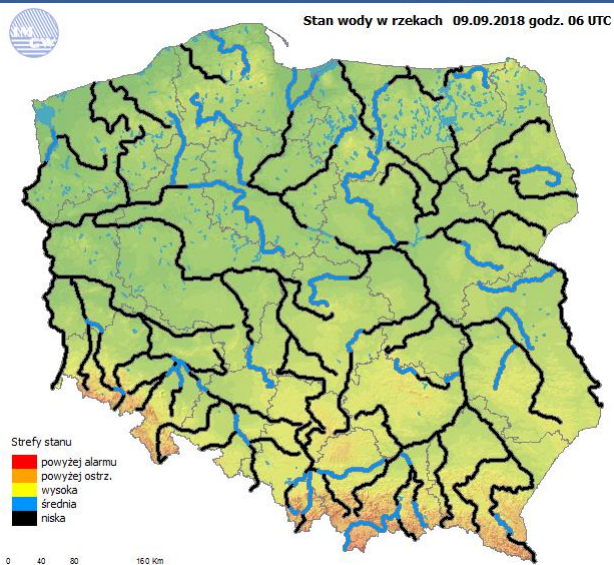 Stan wody w rzekach 09.09.2018 godz. 06 UTC
Strefy stanu
powyżej alarmu
powyżej ostrz.
wysoka
średnia
niska
0 40 80 160 Km